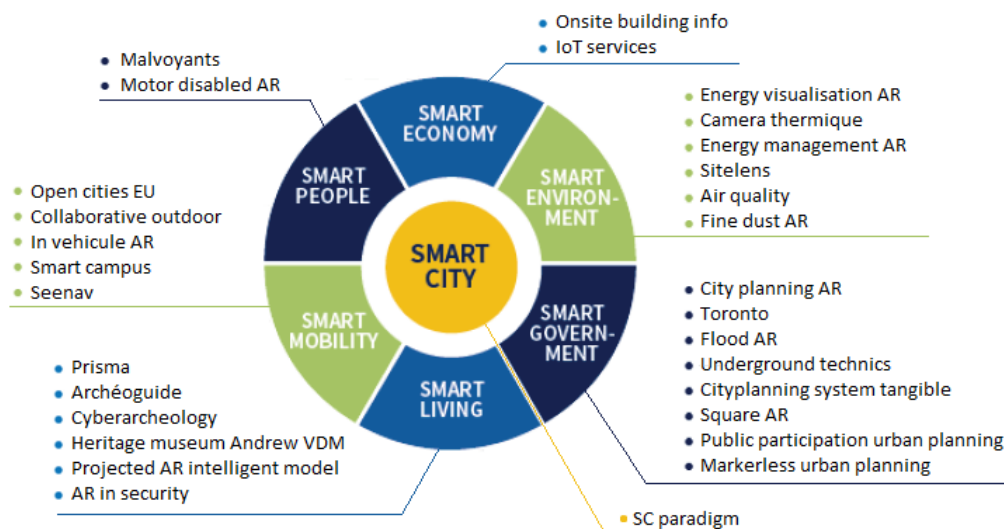 Onsite building info
IoT services
Malvoyants
Motor disabled AR
SMART
ECONOMY
Energy visualisation AR
Camera thermique
Energy management AR
Sitelens
Air quality
Fine dust AR
SMART
PEOPLE
SMART
ENVIRON-
MENT
Open cities EU
Collaborative outdoor
In vehicule AR
Smart campus
Seenav
SMART
CITY
SMART
MOBILITY
SMART
GOVERN-
MENT
City planning AR
Toronto
Flood AR
Underground technics
Cityplanning system tangible
Square AR
Public participation urban planning
Markerless urban planning
Prisma
Archéoguide
Cyberarcheology
Heritage museum Andrew VDM
Projected AR intelligent model
AR in security
SMART
LIVING
SC paradigm